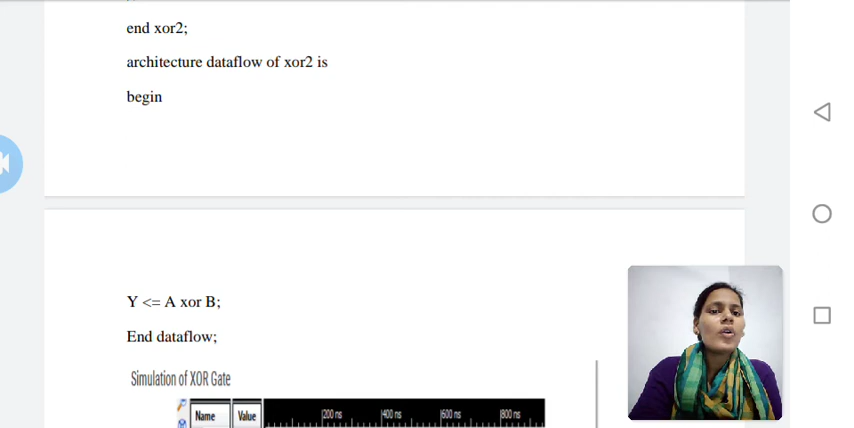 end xor2;
architecture dataflow of xor2 is
begin
Y <= A xor B;
End dataflow;
Simulation of XOR Gate
Name Value 200 ns 400 ns 600 ns 800 ns